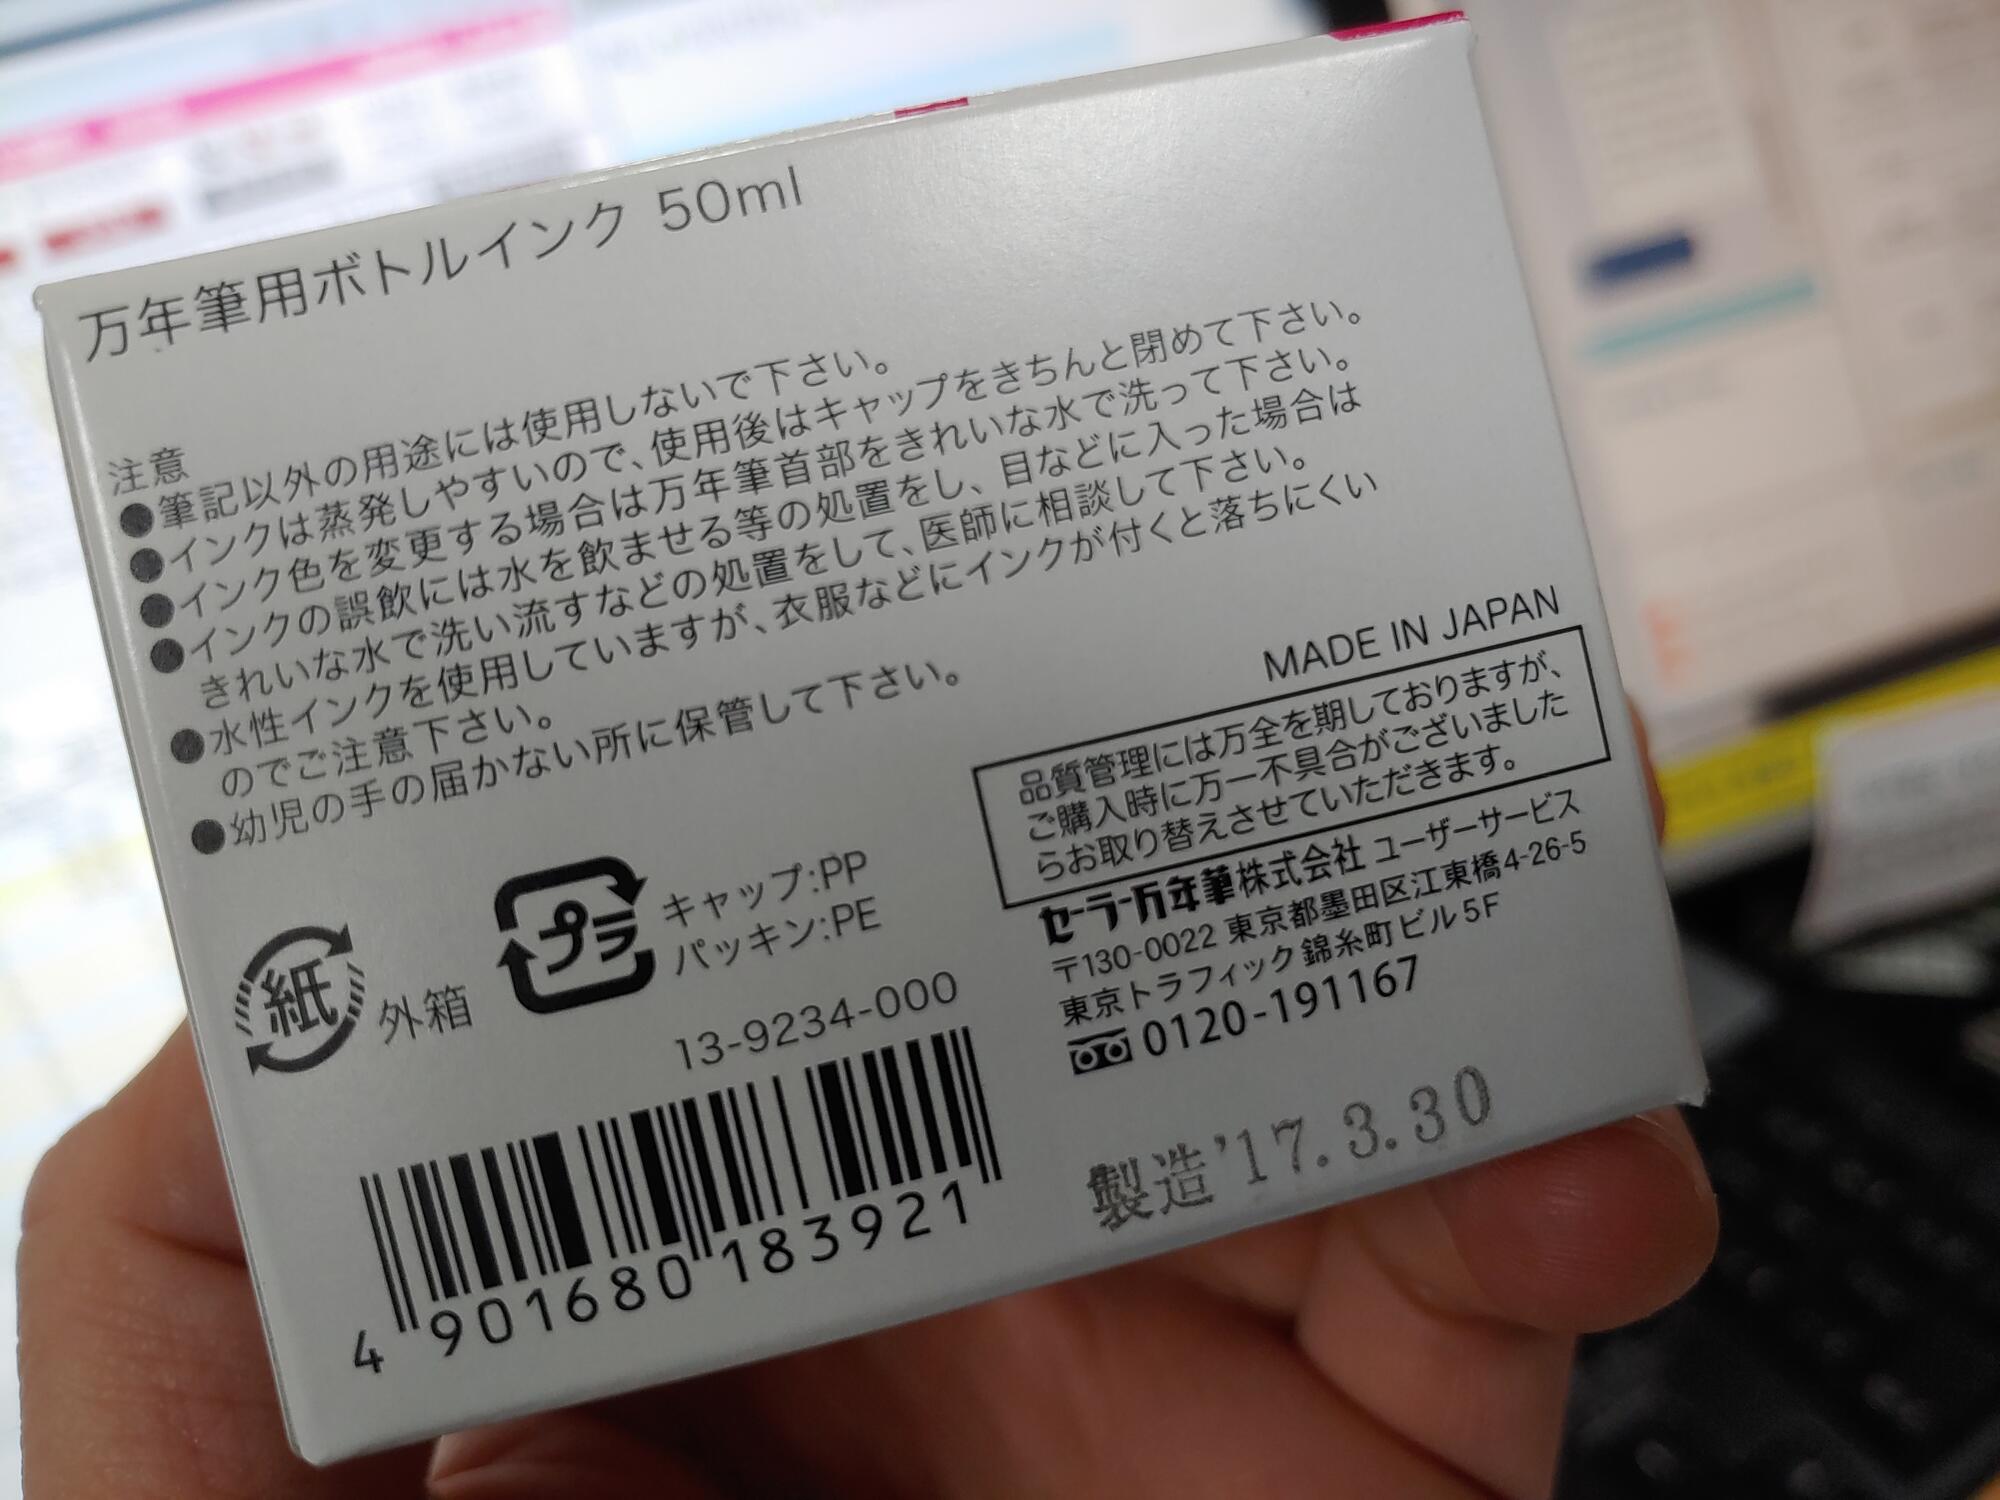 万年筆用ボトルインク 50ml
注意
●筆記以外の用途には使用しないで下さい。
●インクは蒸発しやすいので、使用後はキャップをきちんと閉めて下さい。
●インク色を変更する場合は万年筆首部をきれいな水で洗って下さい。
●インクの誤飲には水を飲ませる等の処置をし、目などに入った場合は
きれいな水で洗い流すなどの処置をして、医師に相談して下さい。
●水性インクを使用していますが、衣服などにインクが付くと落ちにくい
のでご注意下さい。
●幼児の手の届かない所に保管して下さい。
MADE IN JAPAN
品質管理には万全を期しておりますが、
ご購入時に万一不具合がございました
らお取り替えさせていただきます。
セーラー万年筆株式会社 ユーザーサービス
〒130-0022 東京都墨田区江東橋4-26-5
東京トラフィック錦糸町ビル5F
0120-191167
紙 外箱
プラ キャップ:PP
パッキン:PE
13-9234-000
4 901680 183921
製造 '17.3.30